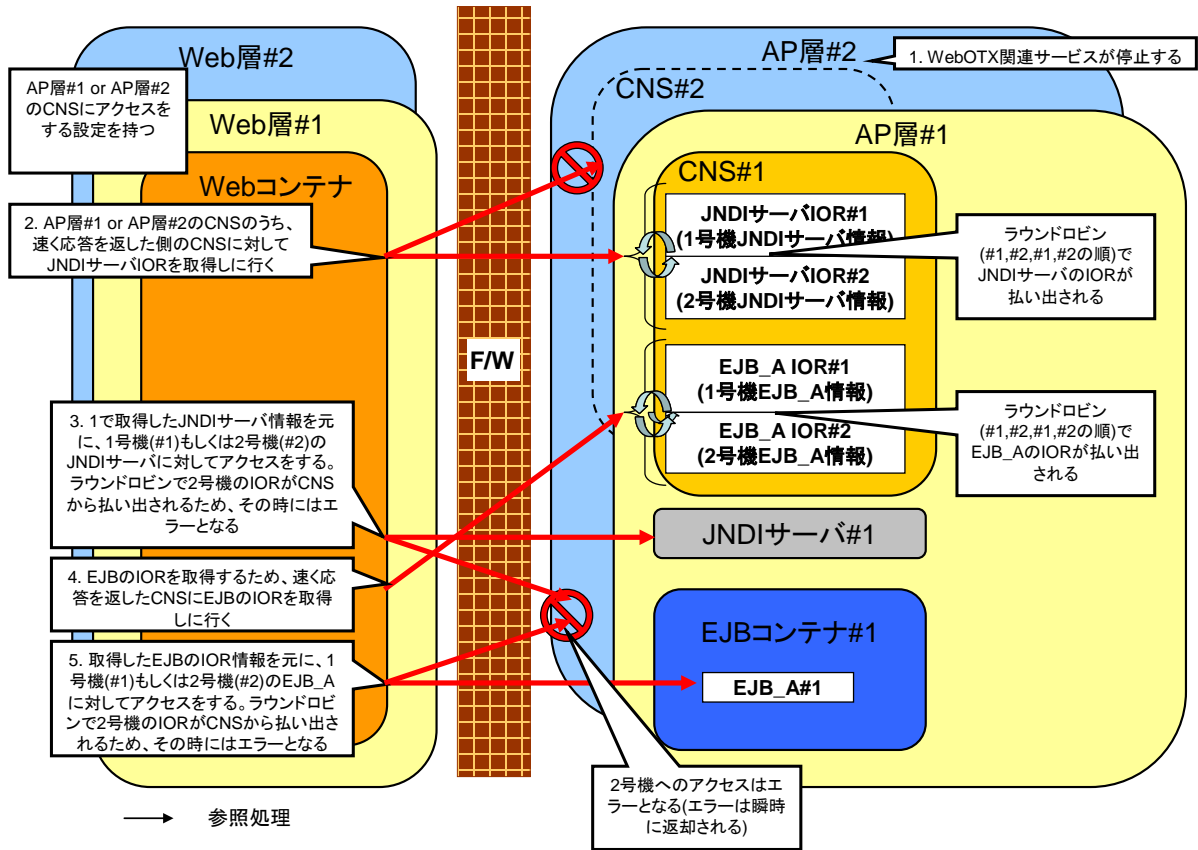 Web層#2
AP層#1 or AP層#2
のCNSにアクセスを
する設定を持つ
Web層#1
Webコンテナ
2. AP層#1 or AP層#2のCNSのうち、
速く応答を返した側のCNSに対して
JNDIサーバIORを取得しに行く
3. 1で取得したJNDIサーバ情報を元
に、1号機(#1)もしくは2号機(#2)の
JNDIサーバに対してアクセスをする。
ラウンドロビンで2号機のIORがCNS
から払い出されるため、その時にはエ
ラーとなる
4. EJBのIORを取得するため、速く応
答を返したCNSにEJBのIORを取得
しに行く
5. 取得したEJBのIOR情報を元に、1
号機(#1)もしくは2号機(#2)のEJB_A
に対してアクセスをする。ラウンドロビ
ンで2号機のIORがCNSから払い出さ
れるため、その時にはエラーとなる
参照処理
F/W
AP層#2
1. WebOTX関連サービスが停止する
CNS#2
AP層#1
CNS#1
JNDIサーバIOR#1
(1号機JNDIサーバ情報)
JNDIサーバIOR#2
(2号機JNDIサーバ情報)
ラウンドロビン
(#1,#2,#1,#2の順)で
JNDIサーバのIORが
払い出される
EJB_A IOR#1
(1号機EJB_A情報)
EJB_A IOR#2
(2号機EJB_A情報)
ラウンドロビン
(#1,#2,#1,#2の順)で
EJB_AのIORが払い出
される
JNDIサーバ#1
EJBコンテナ#1
EJB_A#1
2号機へのアクセスはエ
ラーとなる(エラーは瞬時
に返却される)